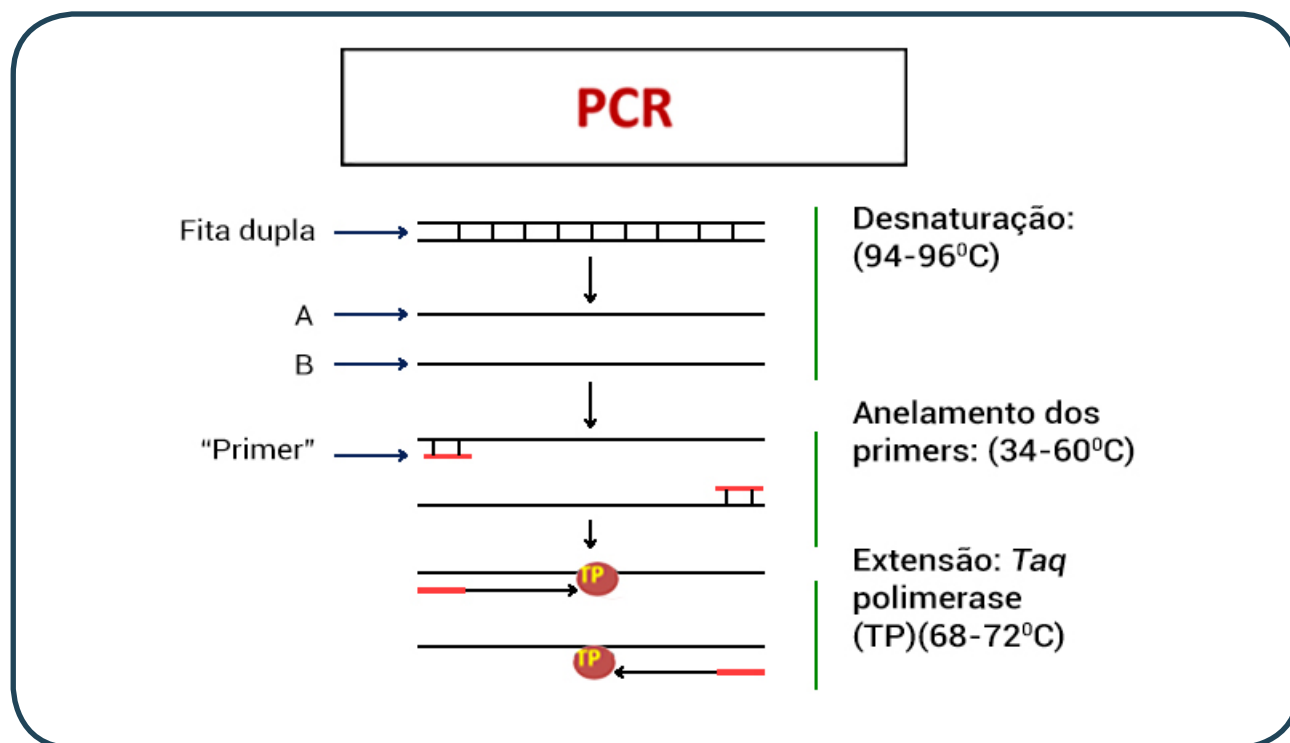 PCR
Fita dupla
Desnaturação:
(94-96⁰C)
A
B
“Primer”
Anelamento dos
primers: (34-60⁰C)
Extensão: Taq
polimerase
(TP)(68-72⁰C)
TP
TP